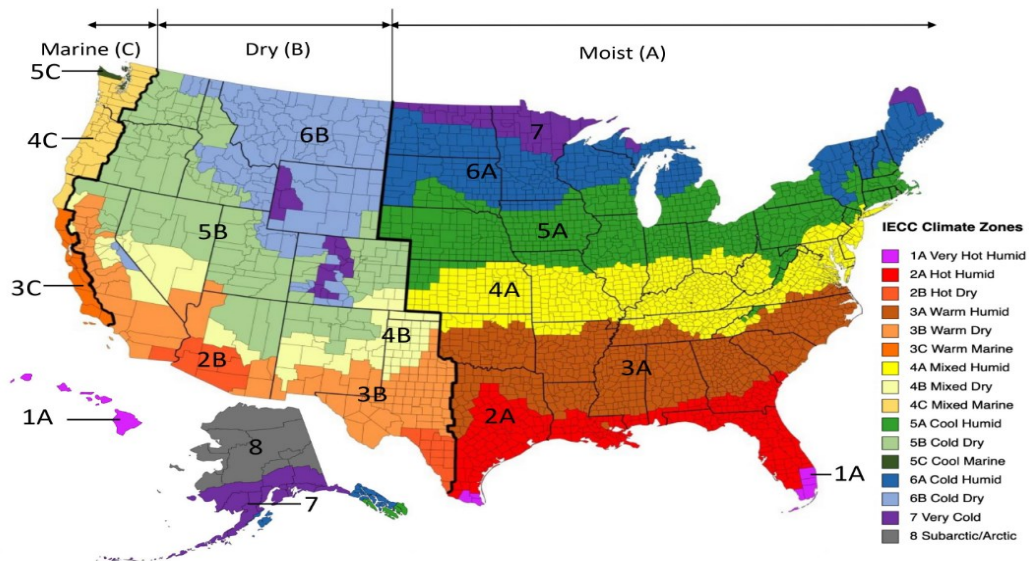 Marine (C)
Dry (B)
Moist (A)
5C
4C
6B
7
6A
5B
5A
3C
4A
4B
2B
3B
3A
2A
1A
8
7
1A
IECC Climate Zones
1A Very Hot Humid
2A Hot Humid
2B Hot Dry
3A Warm Humid
3B Warm Dry
3C Warm Marine
4A Mixed Humid
4B Mixed Dry
4C Mixed Marine
5A Cool Humid
5B Cold Dry
5C Cool Marine
6A Cold Humid
6B Cold Dry
7 Very Cold
8 Subarctic/Arctic